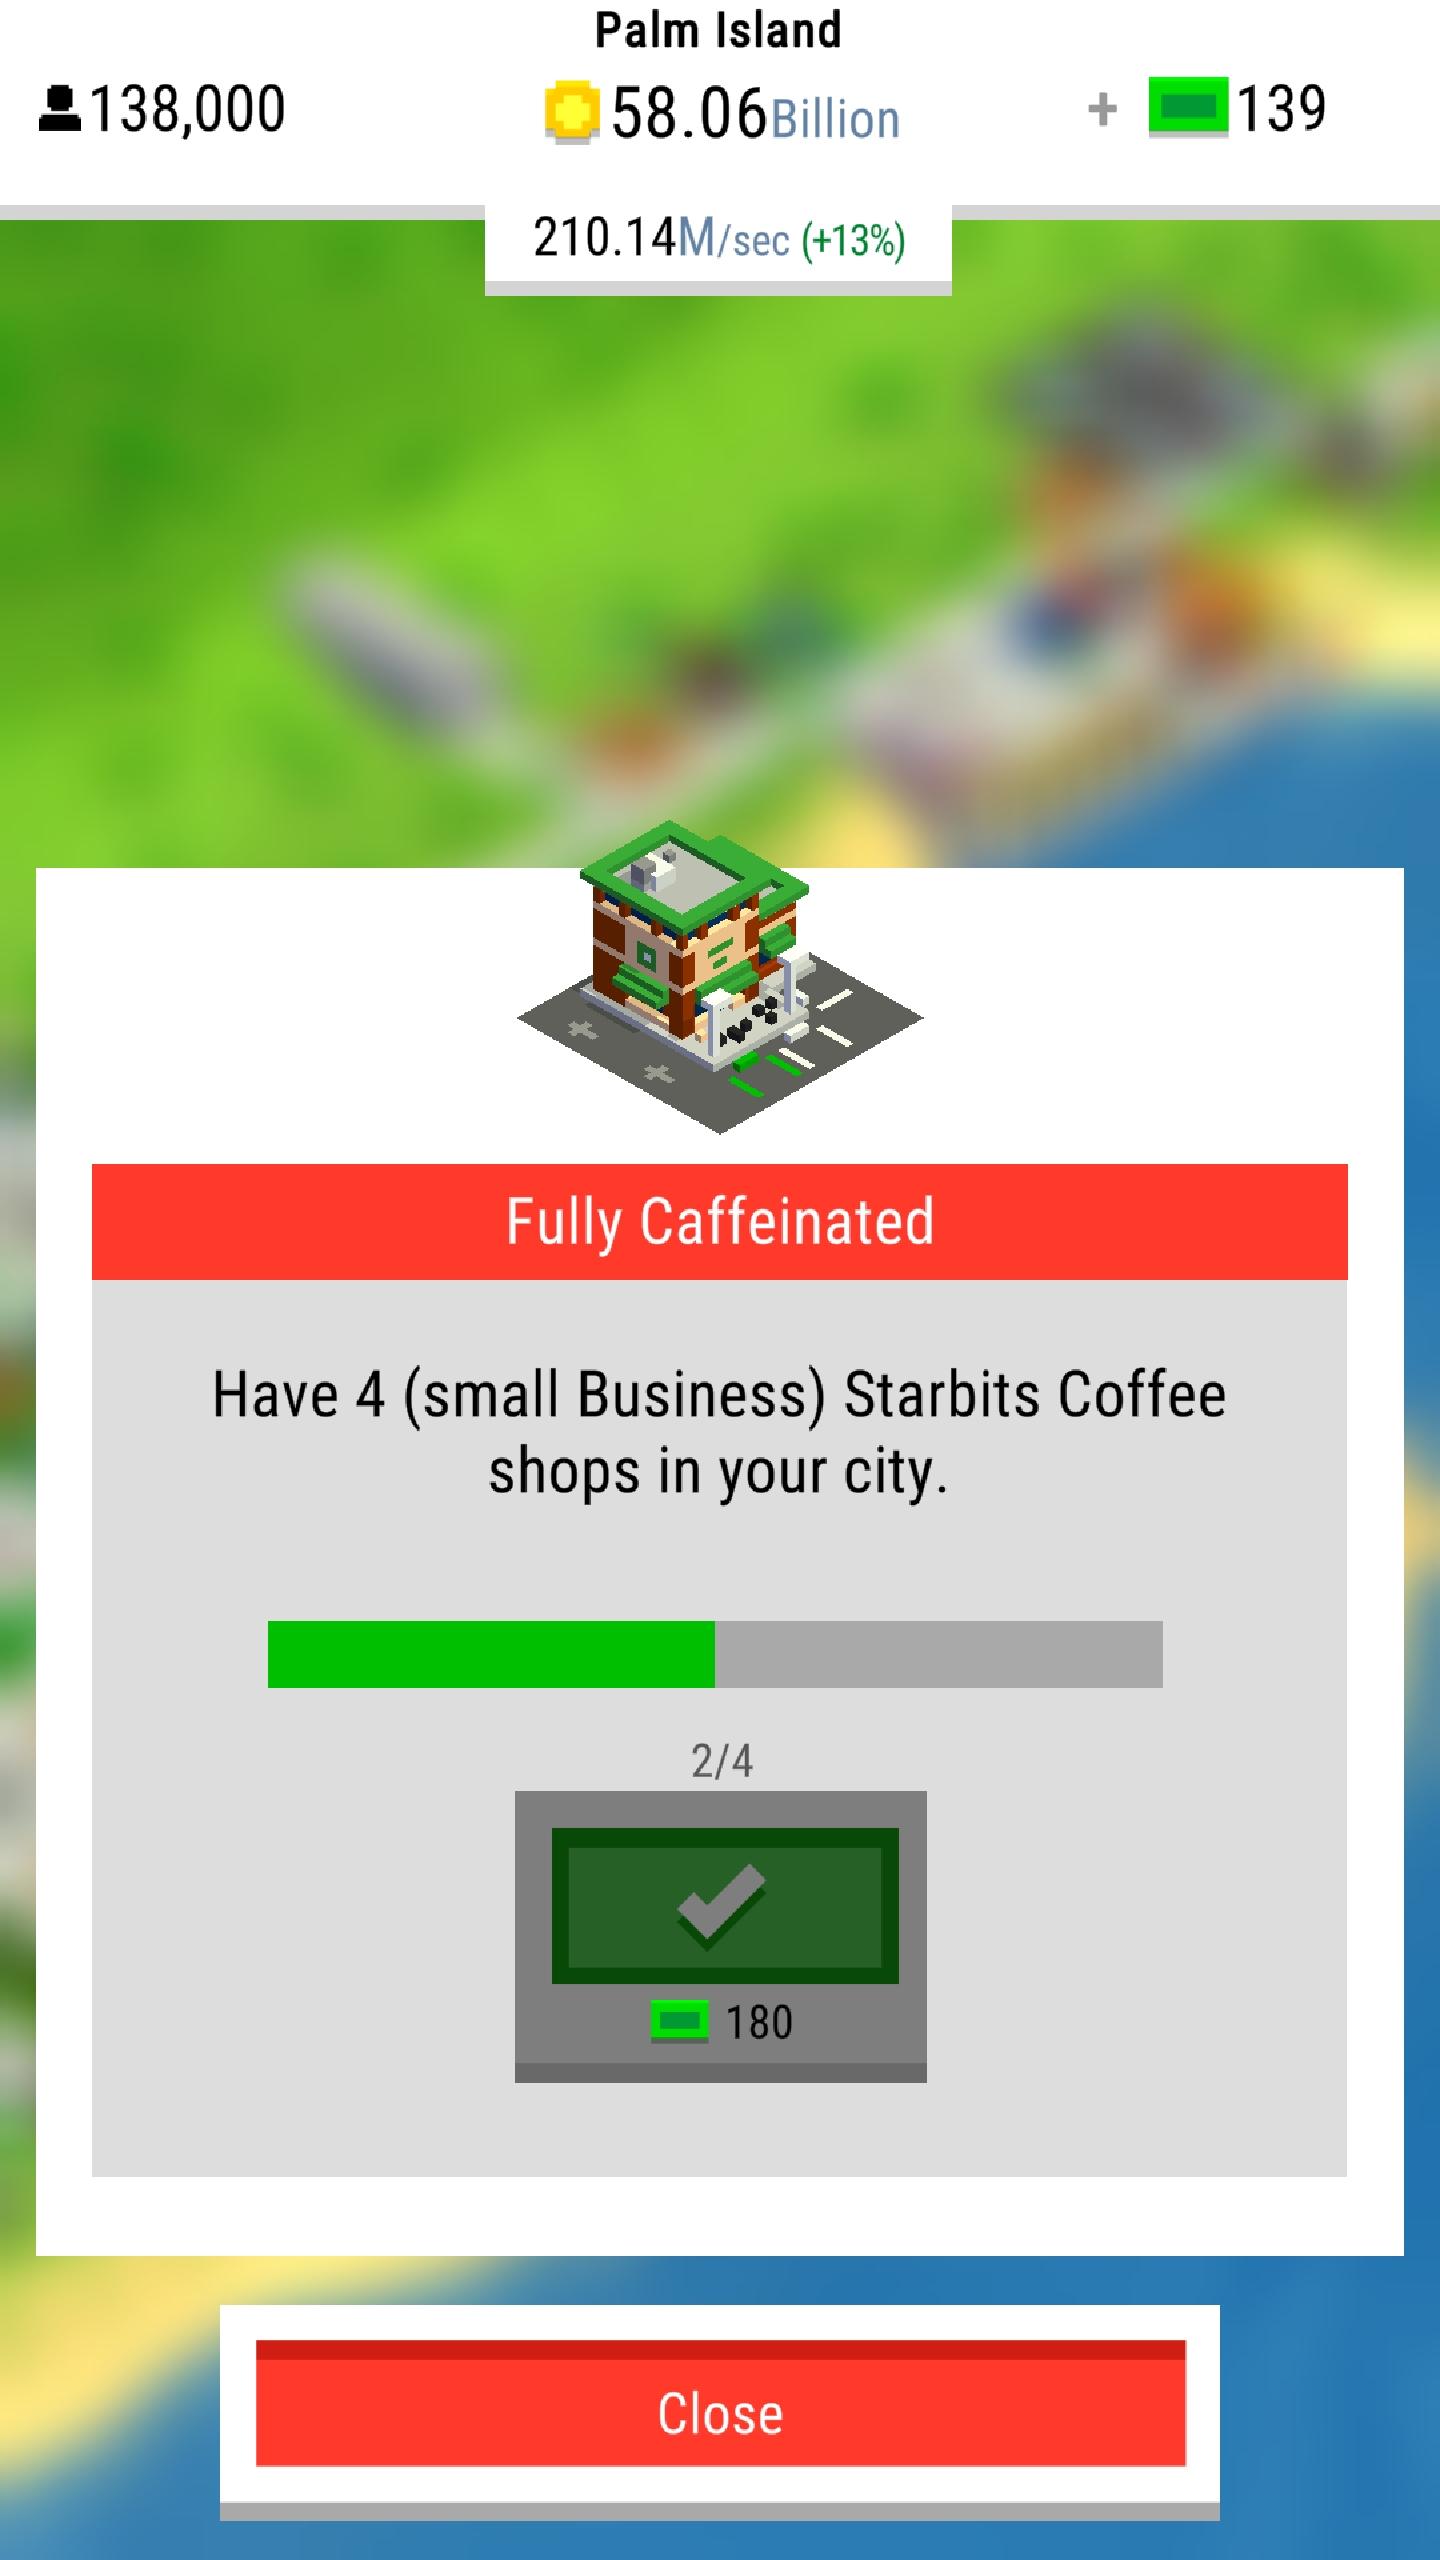 Palm Island
138,000
58.06Billion
+ 139
210.14M/sec (+13%)
Fully Caffeinated
Have 4 (small Business) Starbits Coffee
shops in your city.
2/4
180
Close